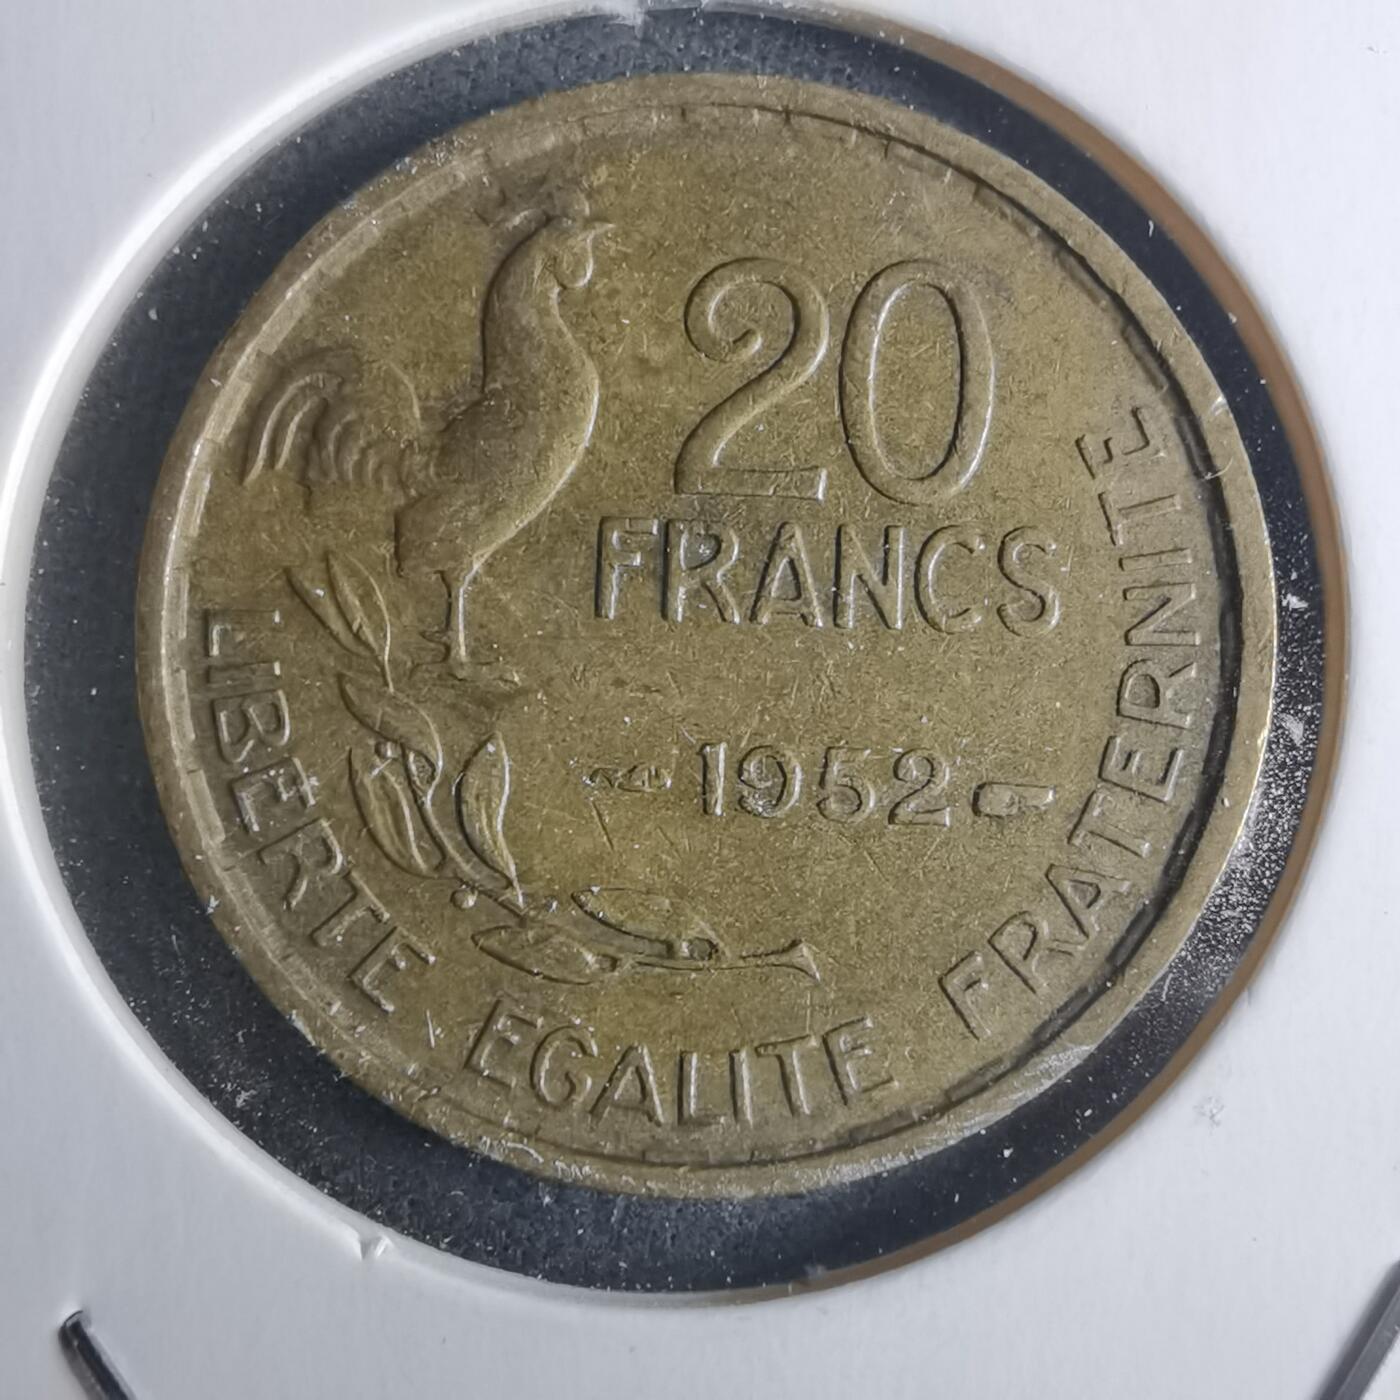 20
FRANCS
1952
LIBERTE EGALITE FRATERNITE